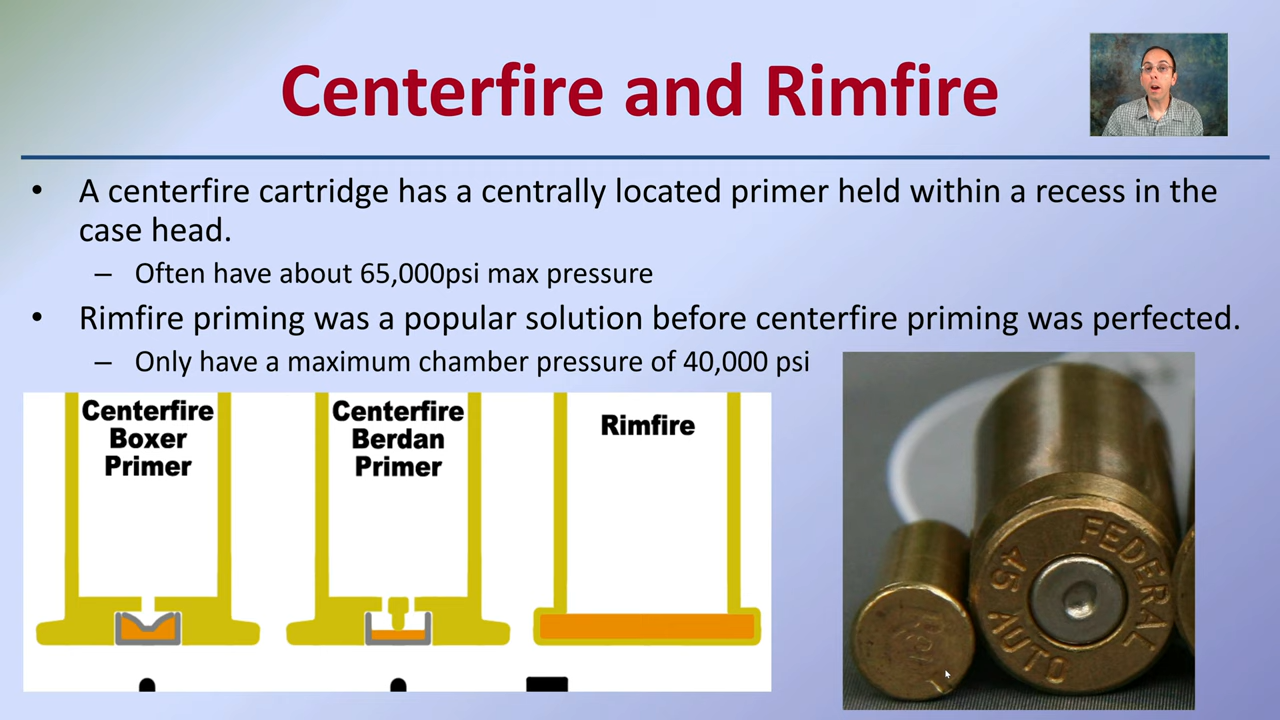 Centerfire and Rimfire
• A centerfire cartridge has a centrally located primer held within a recess in the
case head.
– Often have about 65,000psi max pressure
• Rimfire priming was a popular solution before centerfire priming was perfected.
– Only have a maximum chamber pressure of 40,000 psi
Centerfire
Boxer
Primer
Centerfire
Berdan
Primer
Rimfire
FEDERAL
45 AUTO
Rem